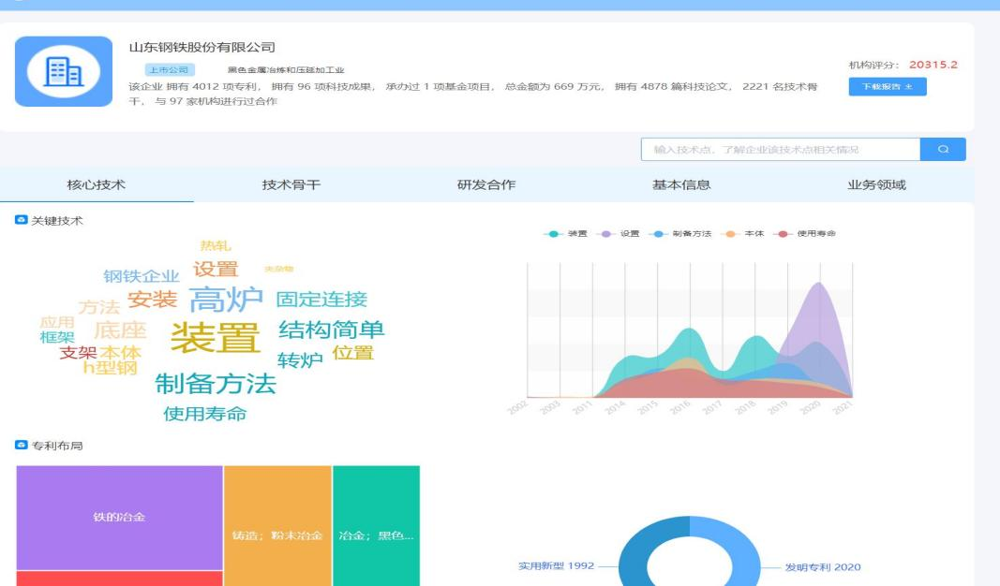 山东钢铁股份有限公司
上市公司
黑色金属冶炼和压延加工业
该企业 拥有 4012 项专利， 拥有 96 项科技成果， 承办过 1 项基金项目， 总金额为 669 万元， 拥有 4878 篇科技论文， 2221 名技术骨
干， 与 97 家机构进行过合作
机构评分： 20315.2
下载报告
输入技术点，了解企业该技术点相关情况
核心技术
技术骨干
研发合作
基本信息
业务领域
关键技术
热轧
设置
夹杂物
钢铁企业
安装
高炉
固定连接
方法
应用
底座
框架
装置
结构简单
支架
本体
转炉
位置
h型钢
制备方法
使用寿命
装置
设置
制备方法
本体
使用寿命
2002
2003
2011
2014
2015
2016
2017
2018
2019
2020
2021
专利布局
铁的冶金
铸造；粉末冶金
冶金；黑色...
实用新型 1992
发明专利 2020